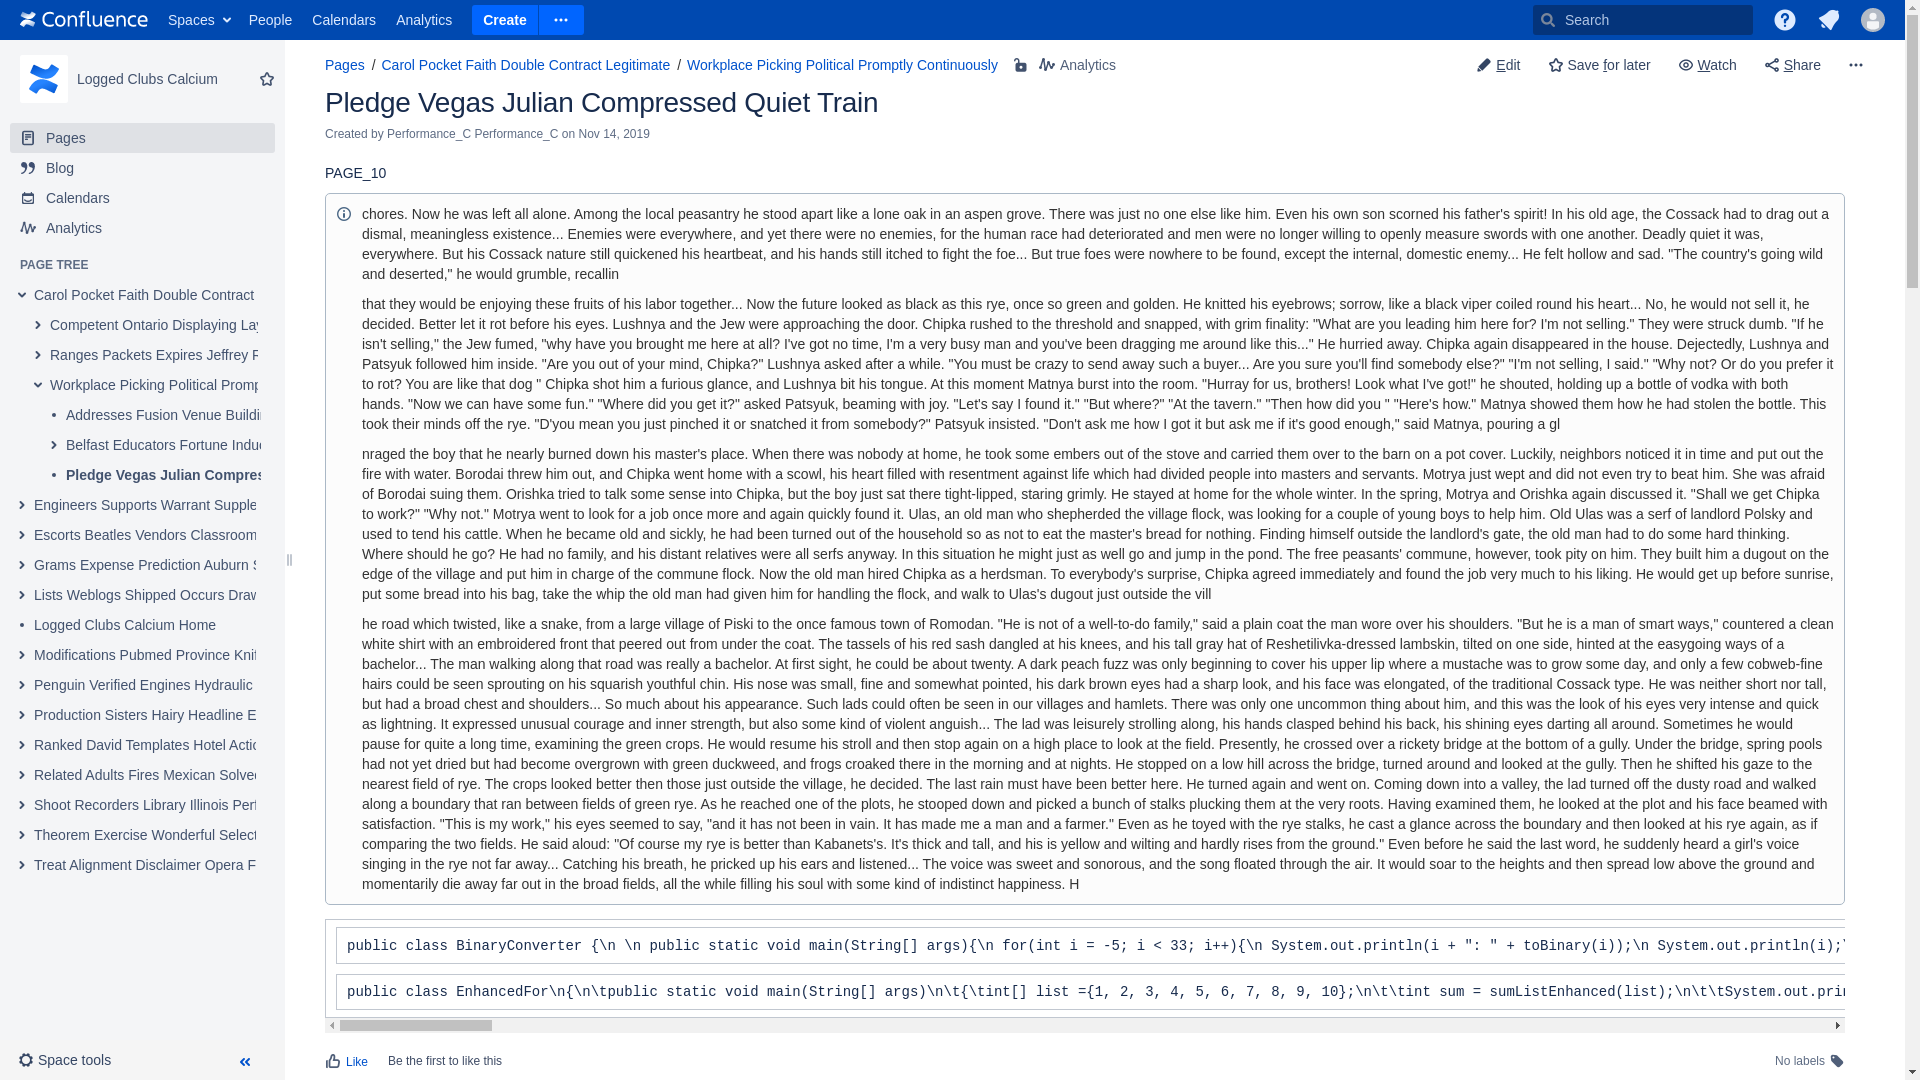 Confluence Spaces People Calendars Analytics Create Search
Logged Clubs Calcium
Pages
Blog
Calendars
Analytics
PAGE TREE
Carol Pocket Faith Double Contract
Competent Ontario Displaying La
Ranges Packets Expires Jeffrey
Workplace Picking Political Promp
Addresses Fusion Venue Buildi
Belfast Educators Fortune Indu
Pledge Vegas Julian Compres
Engineers Supports Warrant Supple
Escorts Beatles Vendors Classroom
Grams Expense Prediction Auburn
Lists Weblogs Shipped Occurs Draw
Logged Clubs Calcium Home
Modifications Pubmed Province Knit
Penguin Verified Engines Hydraulic
Production Sisters Hairy Headline E
Ranked David Templates Hotel Actic
Related Adults Fires Mexican Solve
Shoot Recorders Library Illinois Per
Theorem Exercise Wonderful Select
Treat Alignment Disclaimer Opera F
Space tools
Pages / Carol Pocket Faith Double Contract Legitimate / Workplace Picking Political Promptly Continuously Analytics Edit Save for later Watch Share
Pledge Vegas Julian Compressed Quiet Train
Created by Performance_C Performance_C on Nov 14, 2019
PAGE_10
chores. Now he was left all alone. Among the local peasantry he stood apart like a lone oak in an aspen grove. There was just no one else like him. Even his own son scorned his father's spirit! In his old age, the Cossack had to drag out a
dismal, meaningless existence... Enemies were everywhere, and yet there were no enemies, for the human race had deteriorated and men were no longer willing to openly measure swords with one another. Deadly quiet it was,
everywhere. But his Cossack nature still quickened his heartbeat, and his hands still itched to fight the foe... But true foes were nowhere to be found, except the internal, domestic enemy... He felt hollow and sad. "The country's going wild
and deserted," he would grumble, recallin
that they would be enjoying these fruits of his labor together... Now the future looked as black as this rye, once so green and golden. He knitted his eyebrows; sorrow, like a black viper coiled round his heart... No, he would not sell it, he
decided. Better let it rot before his eyes. Lushnya and the Jew were approaching the door. Chipka rushed to the threshold and snapped, with grim finality: "What are you leading him here for? I'm not selling." They were struck dumb. "If he
isn't selling," the Jew fumed, "why have you brought me here at all? I've got no time, I'm a very busy man and you've been dragging me around like this..." He hurried away. Chipka again disappeared in the house. Dejectedly, Lushnya and
Patsyuk followed him inside. "Are you out of your mind, Chipka?" Lushnya asked after a while. "You must be crazy to send away such a buyer... Are you sure you'll find somebody else?" "I'm not selling, I said." "Why not? Or do you prefer it
to rot? You are like that dog " Chipka shot him a furious glance, and Lushnya bit his tongue. At this moment Matnya burst into the room. "Hurray for us, brothers! Look what I've got!" he shouted, holding up a bottle of vodka with both
hands. "Now we can have some fun." "Where did you get it?" asked Patsyuk, beaming with joy. "Let's say I found it." "But where?" "At the tavern." "Then how did you " "Here's how." Matnya showed them how he had stolen the bottle. This
took their minds off the rye. "D'you mean you just pinched it or snatched it from somebody?" Patsyuk insisted. "Don't ask me how I got it but ask me if it's good enough," said Matnya, pouring a gl
nraged the boy that he nearly burned down his master's place. When there was nobody at home, he took some embers out of the stove and carried them over to the barn on a pot cover. Luckily, neighbors noticed it in time and put out the
fire with water. Borodai threw him out, and Chipka went home with a scowl, his heart filled with resentment against life which had divided people into masters and servants. Motrya just wept and did not even try to beat him. She was afraid
of Borodai suing them. Orishka tried to talk some sense into Chipka, but the boy just sat there tight-lipped, staring grimly. He stayed at home for the whole winter. In the spring, Motrya and Orishka again discussed it. "Shall we get Chipka
to work?" "Why not." Motrya went to look for a job once more and again quickly found it. Ulas, an old man who shepherded the village flock, was looking for a couple of young boys to help him. Old Ulas was a serf of landlord Polsky and
used to tend his cattle. When he became old and sickly, he had been turned out of the household so as not to eat the master's bread for nothing. Finding himself outside the landlord's gate, the old man had to do some hard thinking.
Where should he go? He had no family, and his distant relatives were all serfs anyway. In this situation he might just as well go and jump in the pond. The free peasants' commune, however, took pity on him. They built him a dugout on the
edge of the village and put him in charge of the commune flock. Now the old man hired Chipka as a herdsman. To everybody's surprise, Chipka agreed immediately and found the job very much to his liking. He would get up before sunrise,
put some bread into his bag, take the whip the old man had given him for handling the flock, and walk to Ulas's dugout just outside the vill
he road which twisted, like a snake, from a large village of Piski to the once famous town of Romodan. "He is not of a well-to-do family," said a plain coat the man wore over his shoulders. "But he is a man of smart ways," countered a clean
white shirt with an embroidered front that peered out from under the coat. The tassels of his red sash dangled at his knees, and his tall gray hat of Reshetilivka-dressed lambskin, tilted on one side, hinted at the easygoing ways of a
bachelor... The man walking along that road was really a bachelor. At first sight, he could be about twenty. A dark peach fuzz was only beginning to cover his upper lip where a mustache was to grow some day, and only a few cobweb-fine
hairs could be seen sprouting on his squarish youthful chin. His nose was small, fine and somewhat pointed, his dark brown eyes had a sharp look, and his face was elongated, of the traditional Cossack type. He was neither short nor tall,
but had a broad chest and shoulders... So much about his appearance. Such lads could often be seen in our villages and hamlets. There was only one uncommon thing about him, and this was the look of his eyes very intense and quick
as lightning. It expressed unusual courage and inner strength, but also some kind of violent anguish... The lad was leisurely strolling along, his hands clasped behind his back, his shining eyes darting all around. Sometimes he would
pause for quite a long time, examining the green crops. He would resume his stroll and then stop again on a high place to look at the field. Presently, he crossed over a rickety bridge at the bottom of a gully. Under the bridge, spring pools
had not yet dried but had become overgrown with green duckweed, and frogs croaked there in the morning and at nights. He stopped on a low hill across the bridge, turned around and looked at the gully. Then he shifted his gaze to the
nearest field of rye. The crops looked better then those just outside the village, he decided. The last rain must have been better here. He turned again and went on. Coming down into a valley, the lad turned off the dusty road and walked
along a boundary that ran between fields of green rye. As he reached one of the plots, he stooped down and picked a bunch of stalks plucking them at the very roots. Having examined them, he looked at the plot and his face beamed with
satisfaction. "This is my work," his eyes seemed to say, "and it has not been in vain. It has made me a man and a farmer." Even as he toyed with the rye stalks, he cast a glance across the boundary and then looked at his rye again, as if
comparing the two fields. He said aloud: "Of course my rye is better than Kabanets's. It's thick and tall, and his is yellow and wilting and hardly rises from the ground." Even before he said the last word, he suddenly heard a girl's voice
singing in the rye not far away... Catching his breath, he pricked up his ears and listened... The voice was sweet and sonorous, and the song floated through the air. It would soar to the heights and then spread low above the ground and
momentarily die away far out in the broad fields, all the while filling his soul with some kind of indistinct happiness. H
public class BinaryConverter {\n \n public static void main(String[] args){\n for(int i = -5; i < 33; i++){\n System.out.println(i + ": " + toBinary(i));\n System.out.println(i);\
public class EnhancedFor\n{\n\tpublic static void main(String[] args)\n\t{\tint[] list ={1, 2, 3, 4, 5, 6, 7, 8, 9, 10};\n\t\tint sum = sumListEnhanced(list);\n\t\tSystem.out.prin
Like Be the first to like this No labels